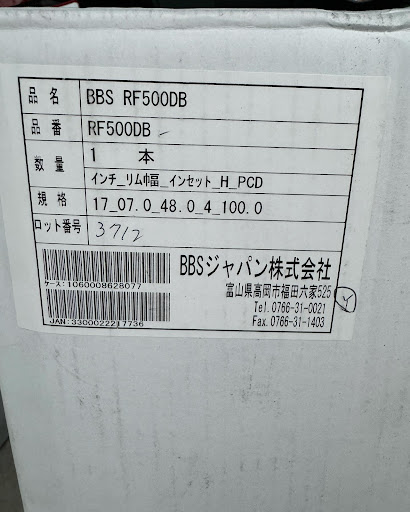 品名 BBS RF500DB
品番 RF500DB
数量 1 本
インチ_リム巾幅_インセット_H_PCD
規格 17_07.0_48.0_4_100.0
ロット番号 3712
BBSジャパン株式会社
富山県高岡市福田六家525
Tel. 0766-31-0021
Fax. 0766-31-1403
Y
ケース: 1060008628077
JAN: 3300022217736